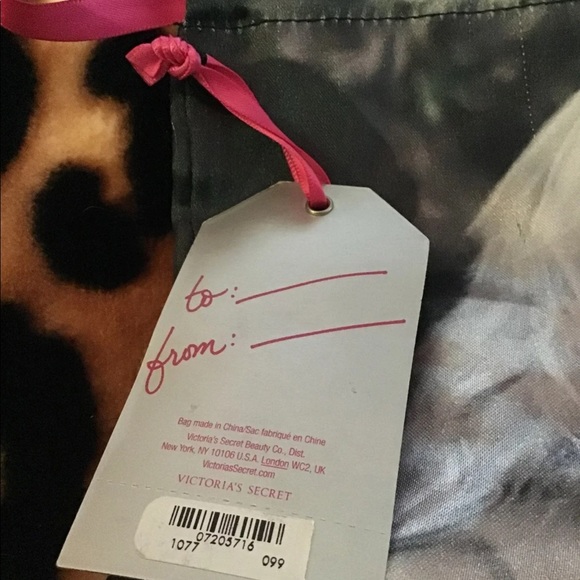 to:
from:
Bag made in China/Sac fabriqué en Chine
Victoria's Secret Beauty Co., Dist.
New York, NY 10106 U.S.A. London WC2, UK
VictoriasSecret.com
VICTORIA'S SECRET
07205716
1077
099